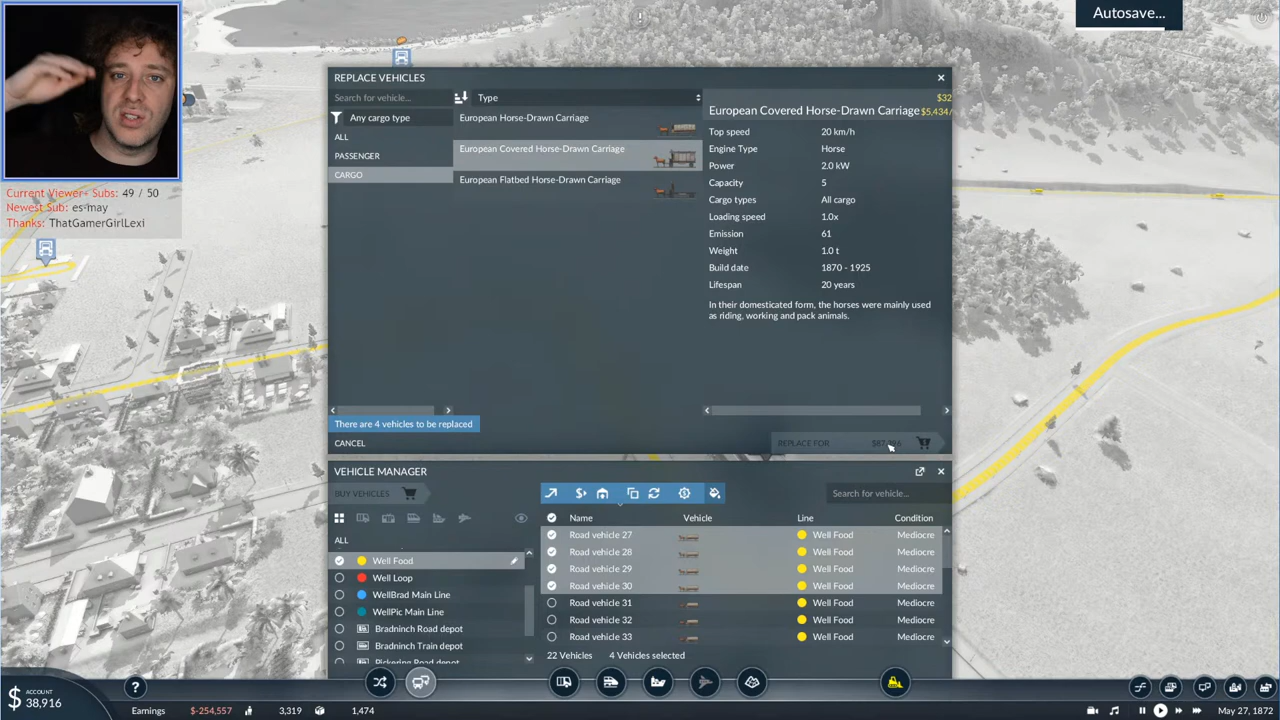 Autosave...
REPLACE VEHICLES
Search for vehicle...
Type
Any cargo type
ALL
PASSENGER
CARGO
European Horse-Drawn Carriage
European Covered Horse-Drawn Carriage
European Flatbed Horse-Drawn Carriage
$32
European Covered Horse-Drawn Carriage $5,434/
Top speed 20 km/h
Engine Type Horse
Power 2.0 kW
Capacity 5
Cargo types All cargo
Loading speed 1.0x
Emission 61
Weight 1.0 t
Build date 1870 - 1925
Lifespan 20 years
In their domesticated form, the horses were mainly used
as riding, working and pack animals.
Current Viewer+ Subs: 49 / 50
Newest Sub: es-may
Thanks: ThatGamerGirlLexi
There are 4 vehicles to be replaced
CANCEL
REPLACE FOR
VEHICLE MANAGER
BUY VEHICLES
Search for vehicle...
ALL
Well Food
Well Loop
WellBrad Main Line
WellPic Main Line
Bradninch Road depot
Bradninch Train depot
Pickering Road depot
Name Vehicle Line Condition
Road vehicle 27 Well Food Mediocre
Road vehicle 28 Well Food Mediocre
Road vehicle 29 Well Food Mediocre
Road vehicle 30 Well Food Mediocre
Road vehicle 31 Well Food Mediocre
Road vehicle 32 Well Food Mediocre
Road vehicle 33 Well Food Mediocre
22 Vehicles 4 Vehicles selected
$ ACCOUNT
38,916
?
Earnings $-254,557 3,319 1,474
May 27, 1872